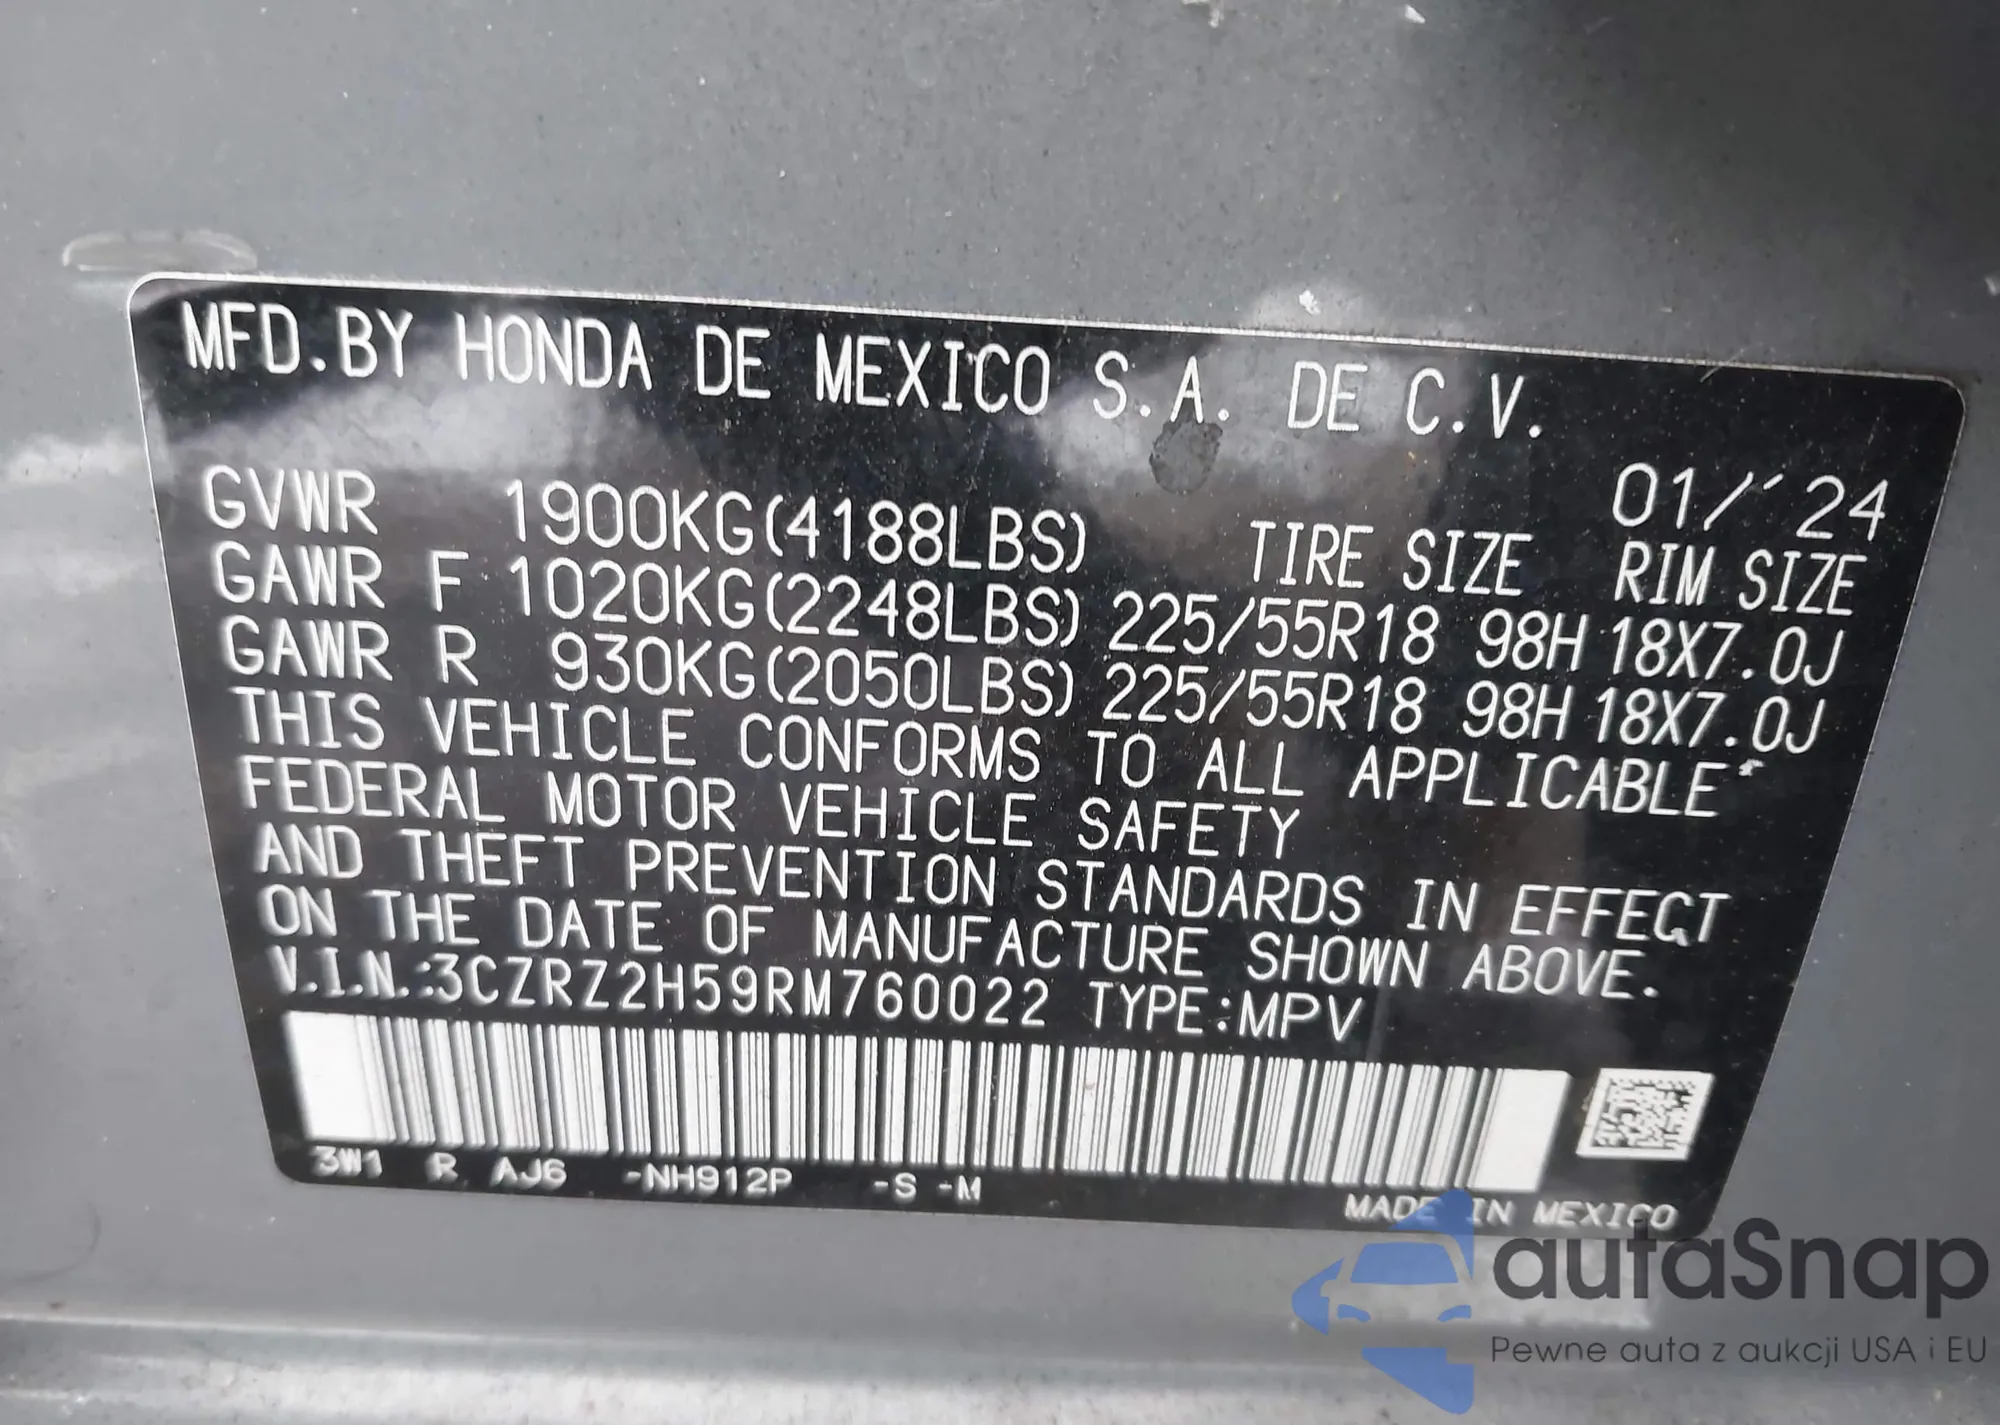 MFD.BY HONDA DE MEXICO S.A. DE C.V.
01/'24
GVWR 1900KG(4188LBS) TIRE SIZE RIM SIZE
GAWR F 1020KG(2248LBS) 225/55R18 98H 18X7.0J
GAWR R 930KG(2050LBS) 225/55R18 98H 18X7.0J
THIS VEHICLE CONFORMS TO ALL APPLICABLE
FEDERAL MOTOR VEHICLE SAFETY
AND THEFT PREVENTION STANDARDS IN EFFECT
ON THE DATE OF MANUFACTURE SHOWN ABOVE.
V.I.N.:3CZRZ2H59RM760022 TYPE:MPV
3W1 R AJ6 -NH912P -S -M
MADE IN MEXICO
autaSnap
Pewne auta z aukcji USA i EU